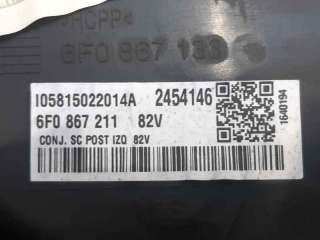 6F0 867 133
I05815022014A 2454146
6F0 867 211 82V
CONJ. SC POST IZQ 82V
1640194